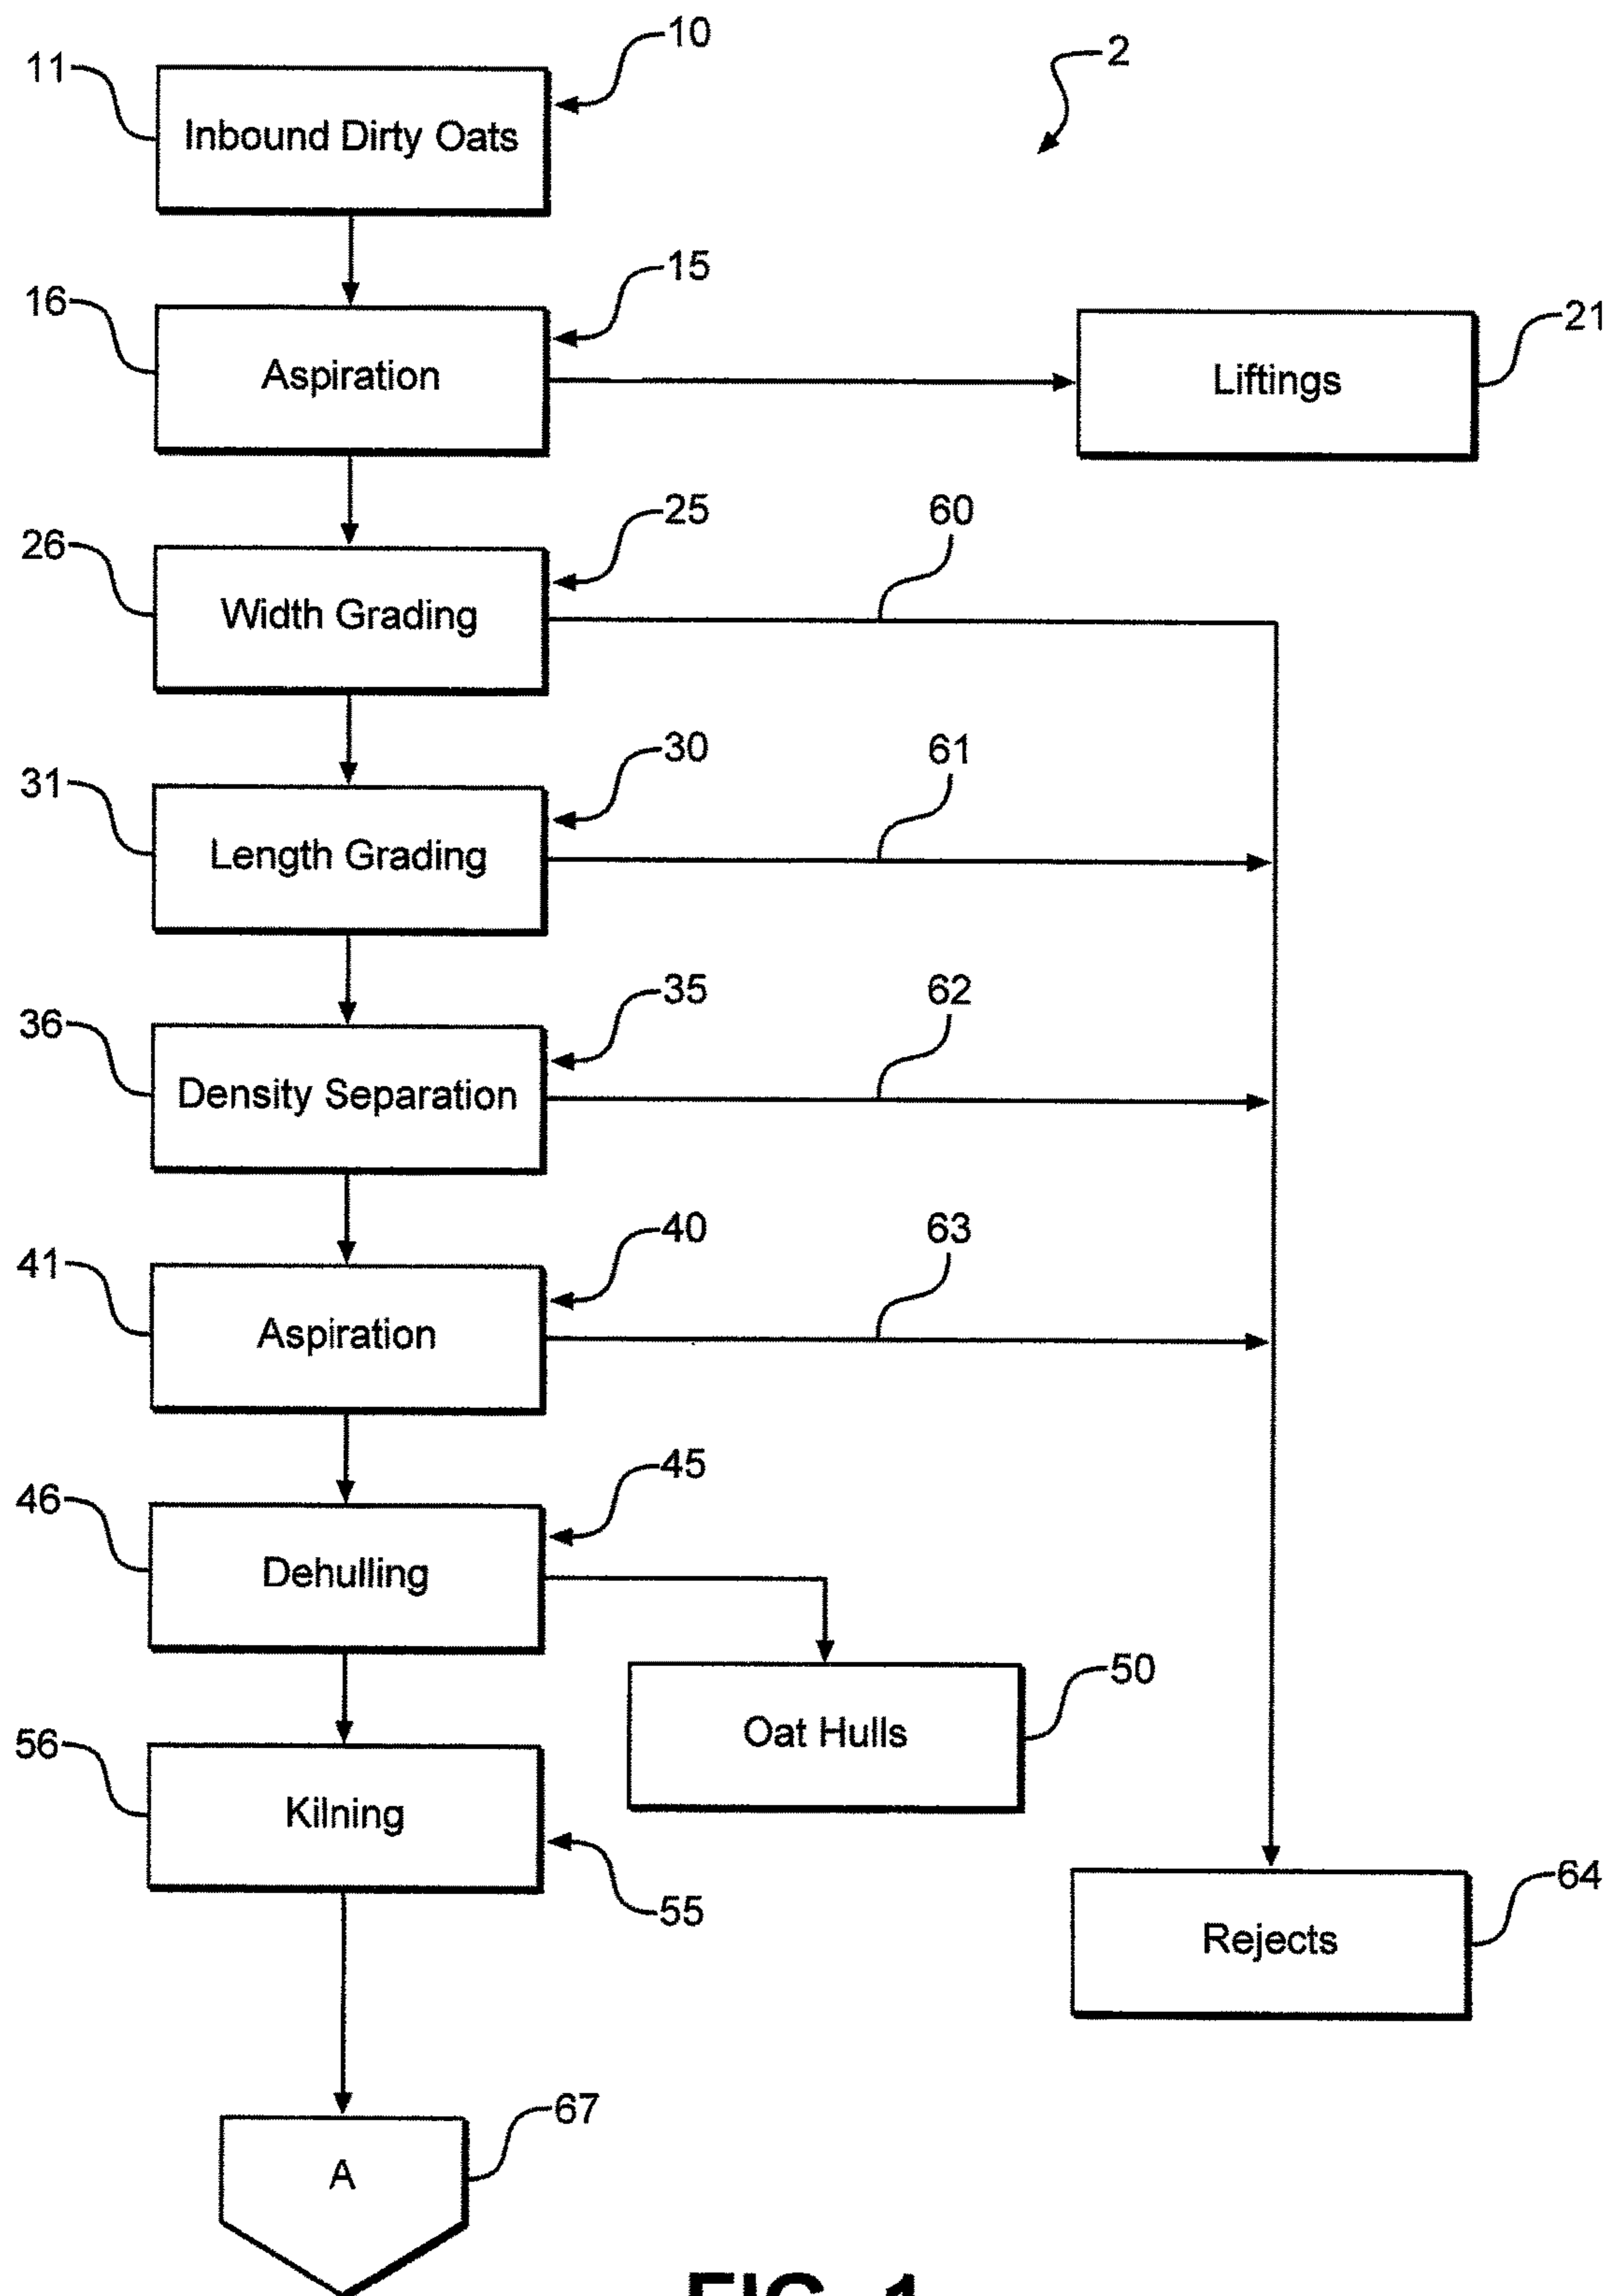 10
2
11
Inbound Dirty Oats
15
16
Aspiration
Liftings
21
25
60
26
Width Grading
30
61
31
Length Grading
35
62
36
Density Separation
40
63
41
Aspiration
45
46
Dehulling
50
Oat Hulls
56
Kilning
55
64
Rejects
67
A
FIG. 1